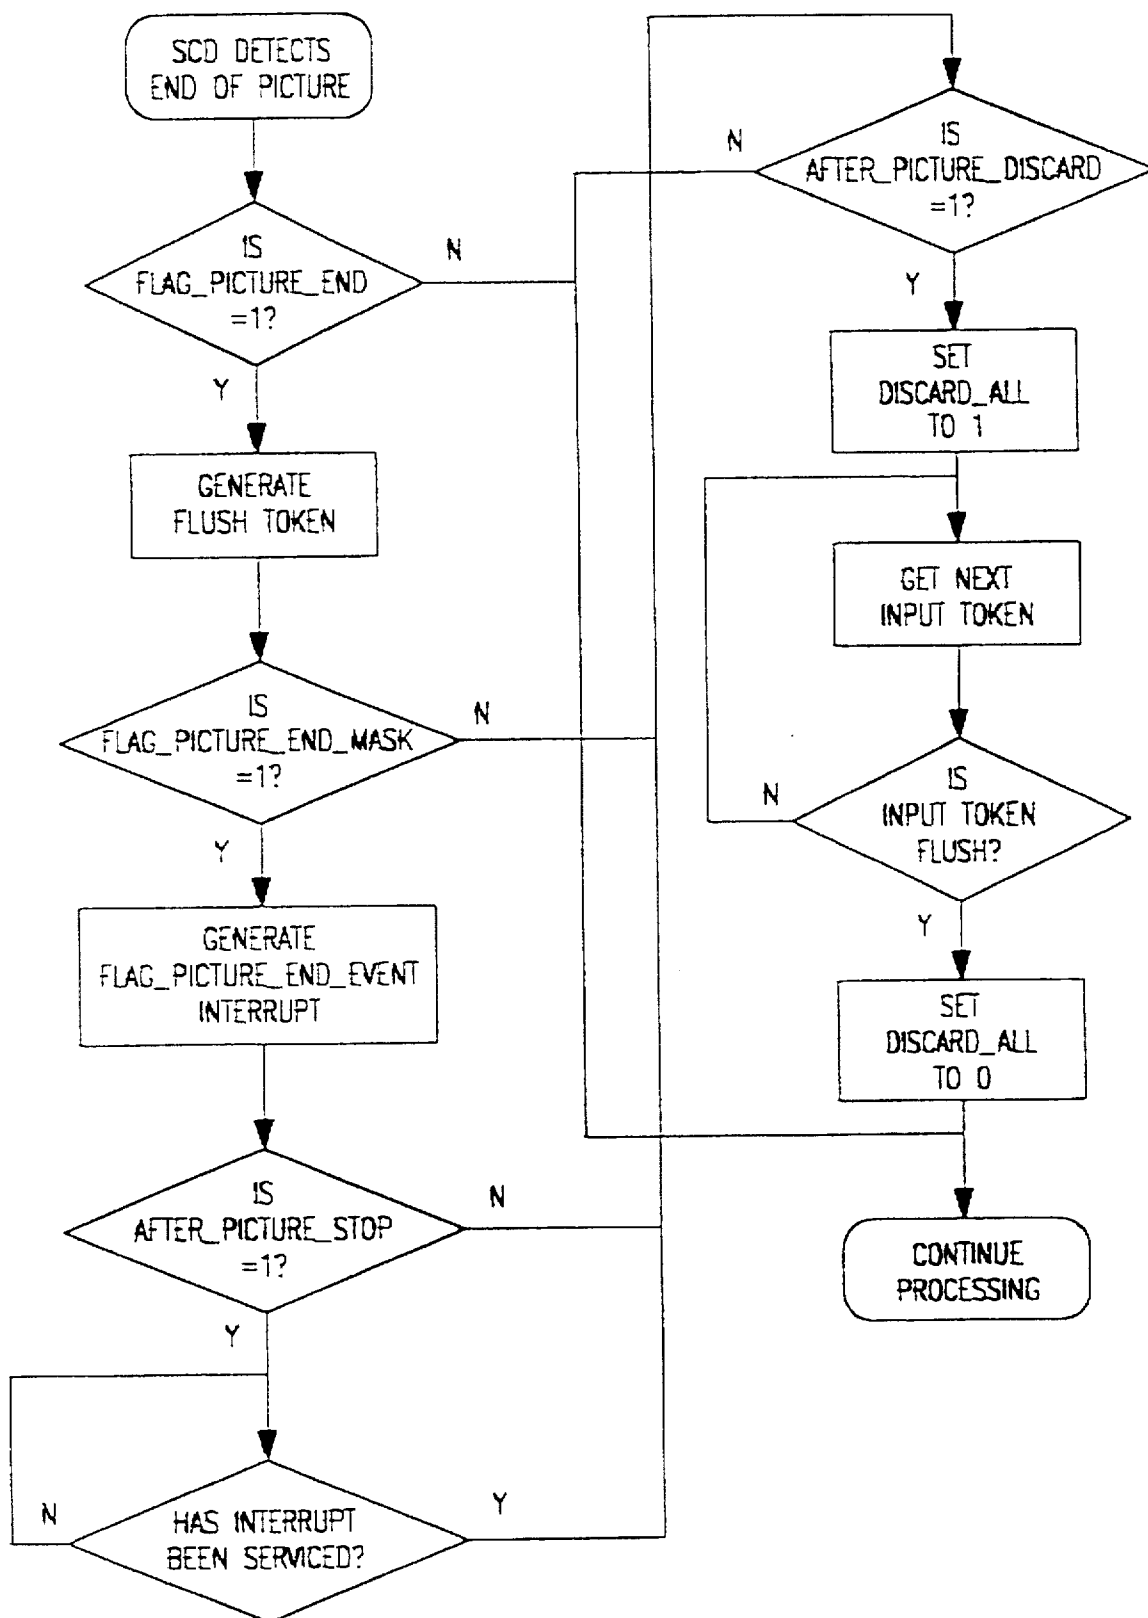 SCD DETECTS
END OF PICTURE
IS
FLAG_PICTURE_END
=1?
N
Y
GENERATE
FLUSH TOKEN
IS
FLAG_PICTURE_END_MASK
=1?
N
Y
GENERATE
FLAG_PICTURE_END_EVENT
INTERRUPT
IS
AFTER_PICTURE_STOP
=1?
N
Y
HAS INTERRUPT
BEEN SERVICED?
N
Y
IS
AFTER_PICTURE_DISCARD
=1?
N
Y
SET
DISCARD_ALL
TO 1
GET NEXT
INPUT TOKEN
IS
INPUT TOKEN
FLUSH?
N
Y
SET
DISCARD_ALL
TO 0
CONTINUE
PROCESSING